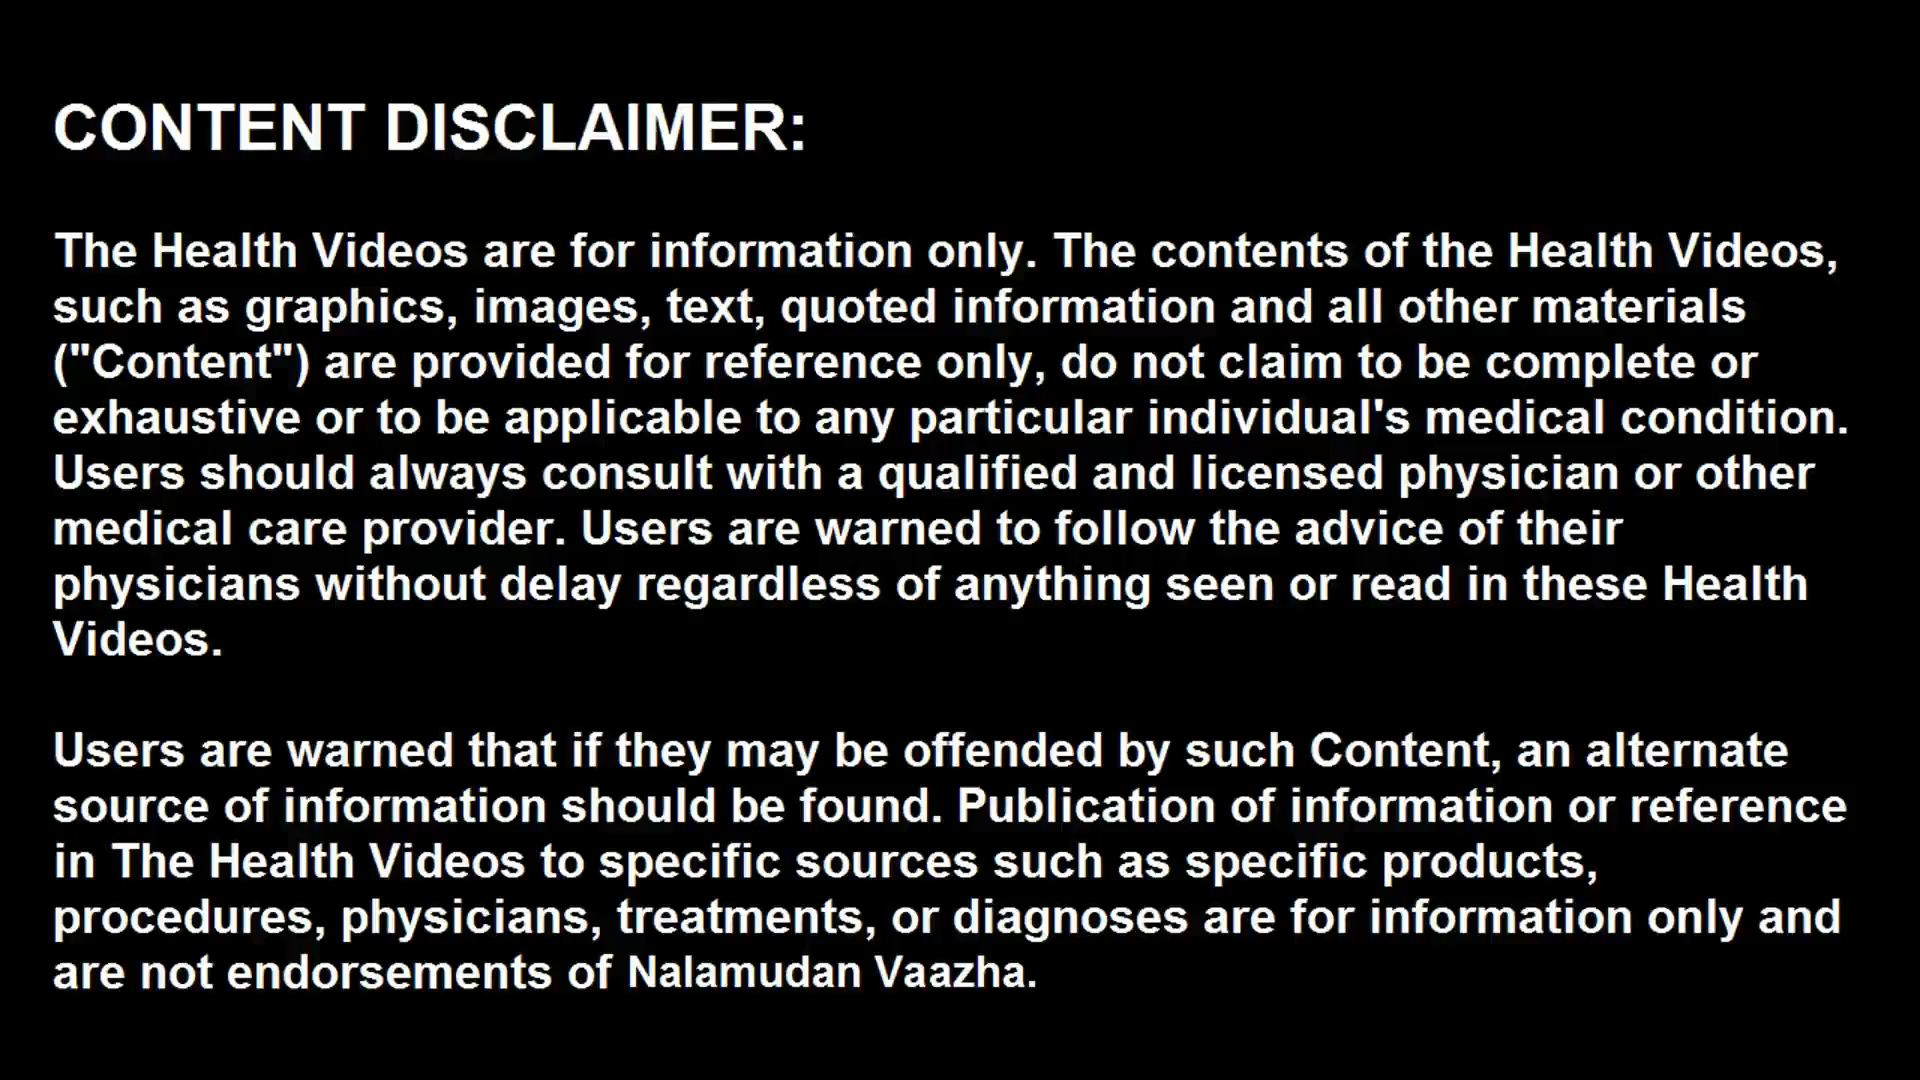 CONTENT DISCLAIMER:
The Health Videos are for information only. The contents of the Health Videos,
such as graphics, images, text, quoted information and all other materials
("Content") are provided for reference only, do not claim to be complete or
exhaustive or to be applicable to any particular individual's medical condition.
Users should always consult with a qualified and licensed physician or other
medical care provider. Users are warned to follow the advice of their
physicians without delay regardless of anything seen or read in these Health
Videos.
Users are warned that if they may be offended by such Content, an alternate
source of information should be found. Publication of information or reference
in The Health Videos to specific sources such as specific products,
procedures, physicians, treatments, or diagnoses are for information only and
are not endorsements of Nalamudan Vaazha.